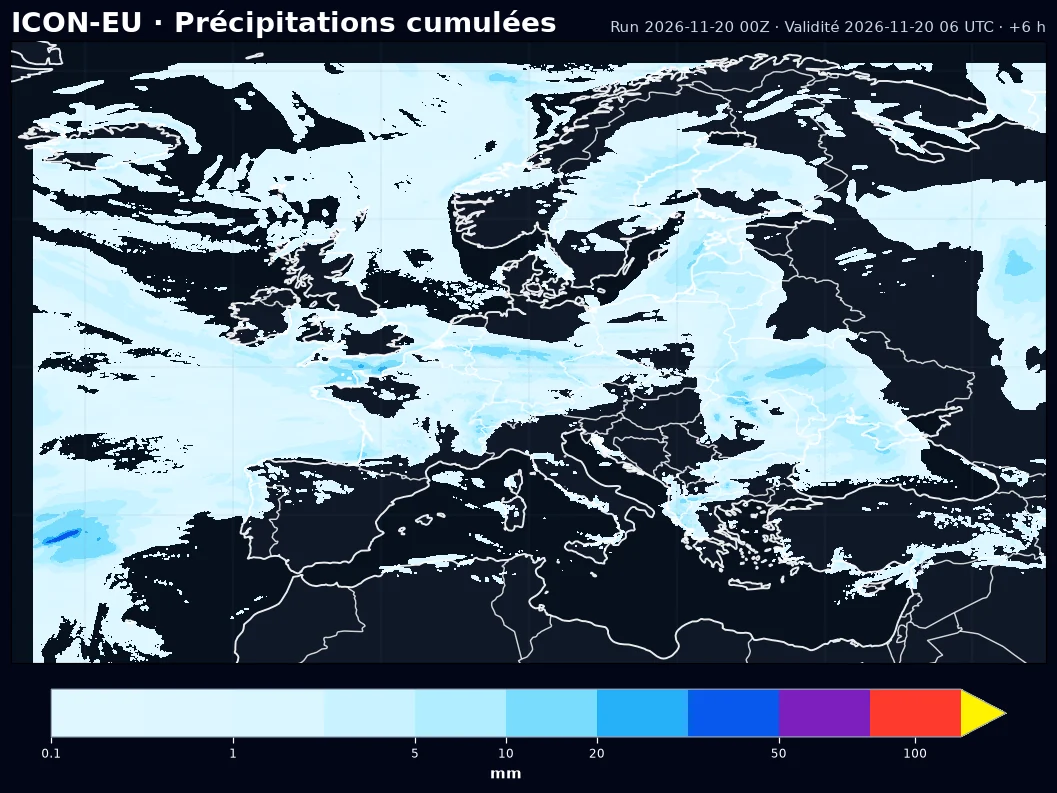 ICON-EU · Précipitations cumulées
Run 2026-11-20 00Z · Validité 2026-11-20 06 UTC · +6 h
0.1 1 5 10 20 50 100
mm